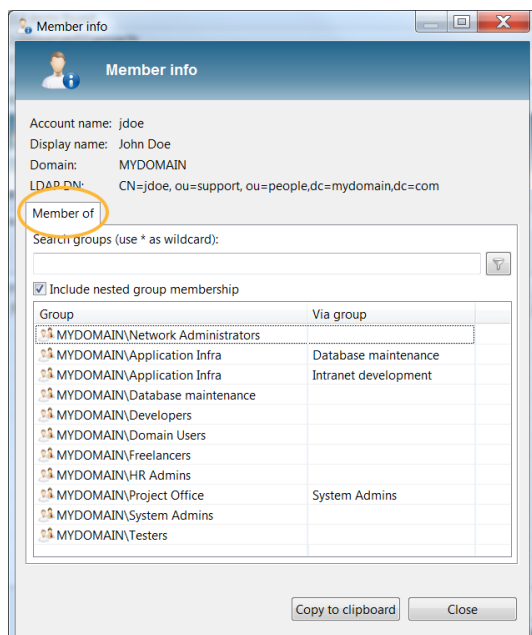 Member info
Member info
Account name: jdoe
Display name: John Doe
Domain: MYDOMAIN
LDAP DN: CN=jdoe, ou=support, ou=people,dc=mydomain,dc=com
Member of
Search groups (use * as wildcard):
Include nested group membership
Group Via group
MYDOMAIN\Network Administrators
MYDOMAIN\Application Infra Database maintenance
MYDOMAIN\Application Infra Intranet development
MYDOMAIN\Database maintenance
MYDOMAIN\Developers
MYDOMAIN\Domain Users
MYDOMAIN\Freelancers
MYDOMAIN\HR Admins
MYDOMAIN\Project Office System Admins
MYDOMAIN\System Admins
MYDOMAIN\Testers
Copy to clipboard Close